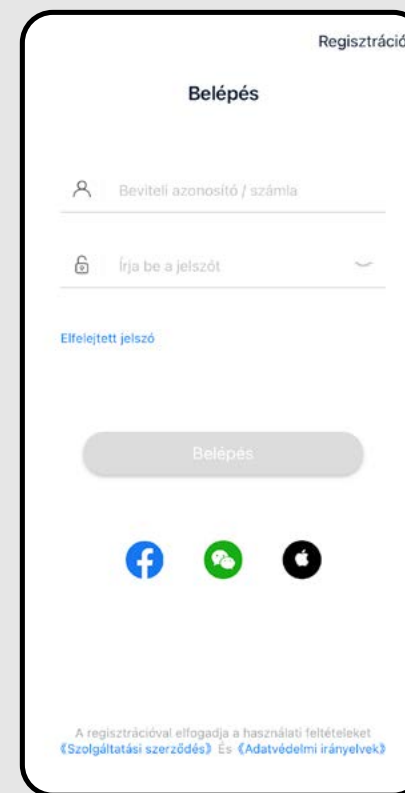 Regisztráció
Belépés
Beviteli azonosító / számla
Írja be a jelszót
Elfelejtett jelszó
Belépés
A regisztrációval elfogadja a használati feltételeket
《Szolgáltatási szerződés》 És 《Adatvédelmi irányelvek》